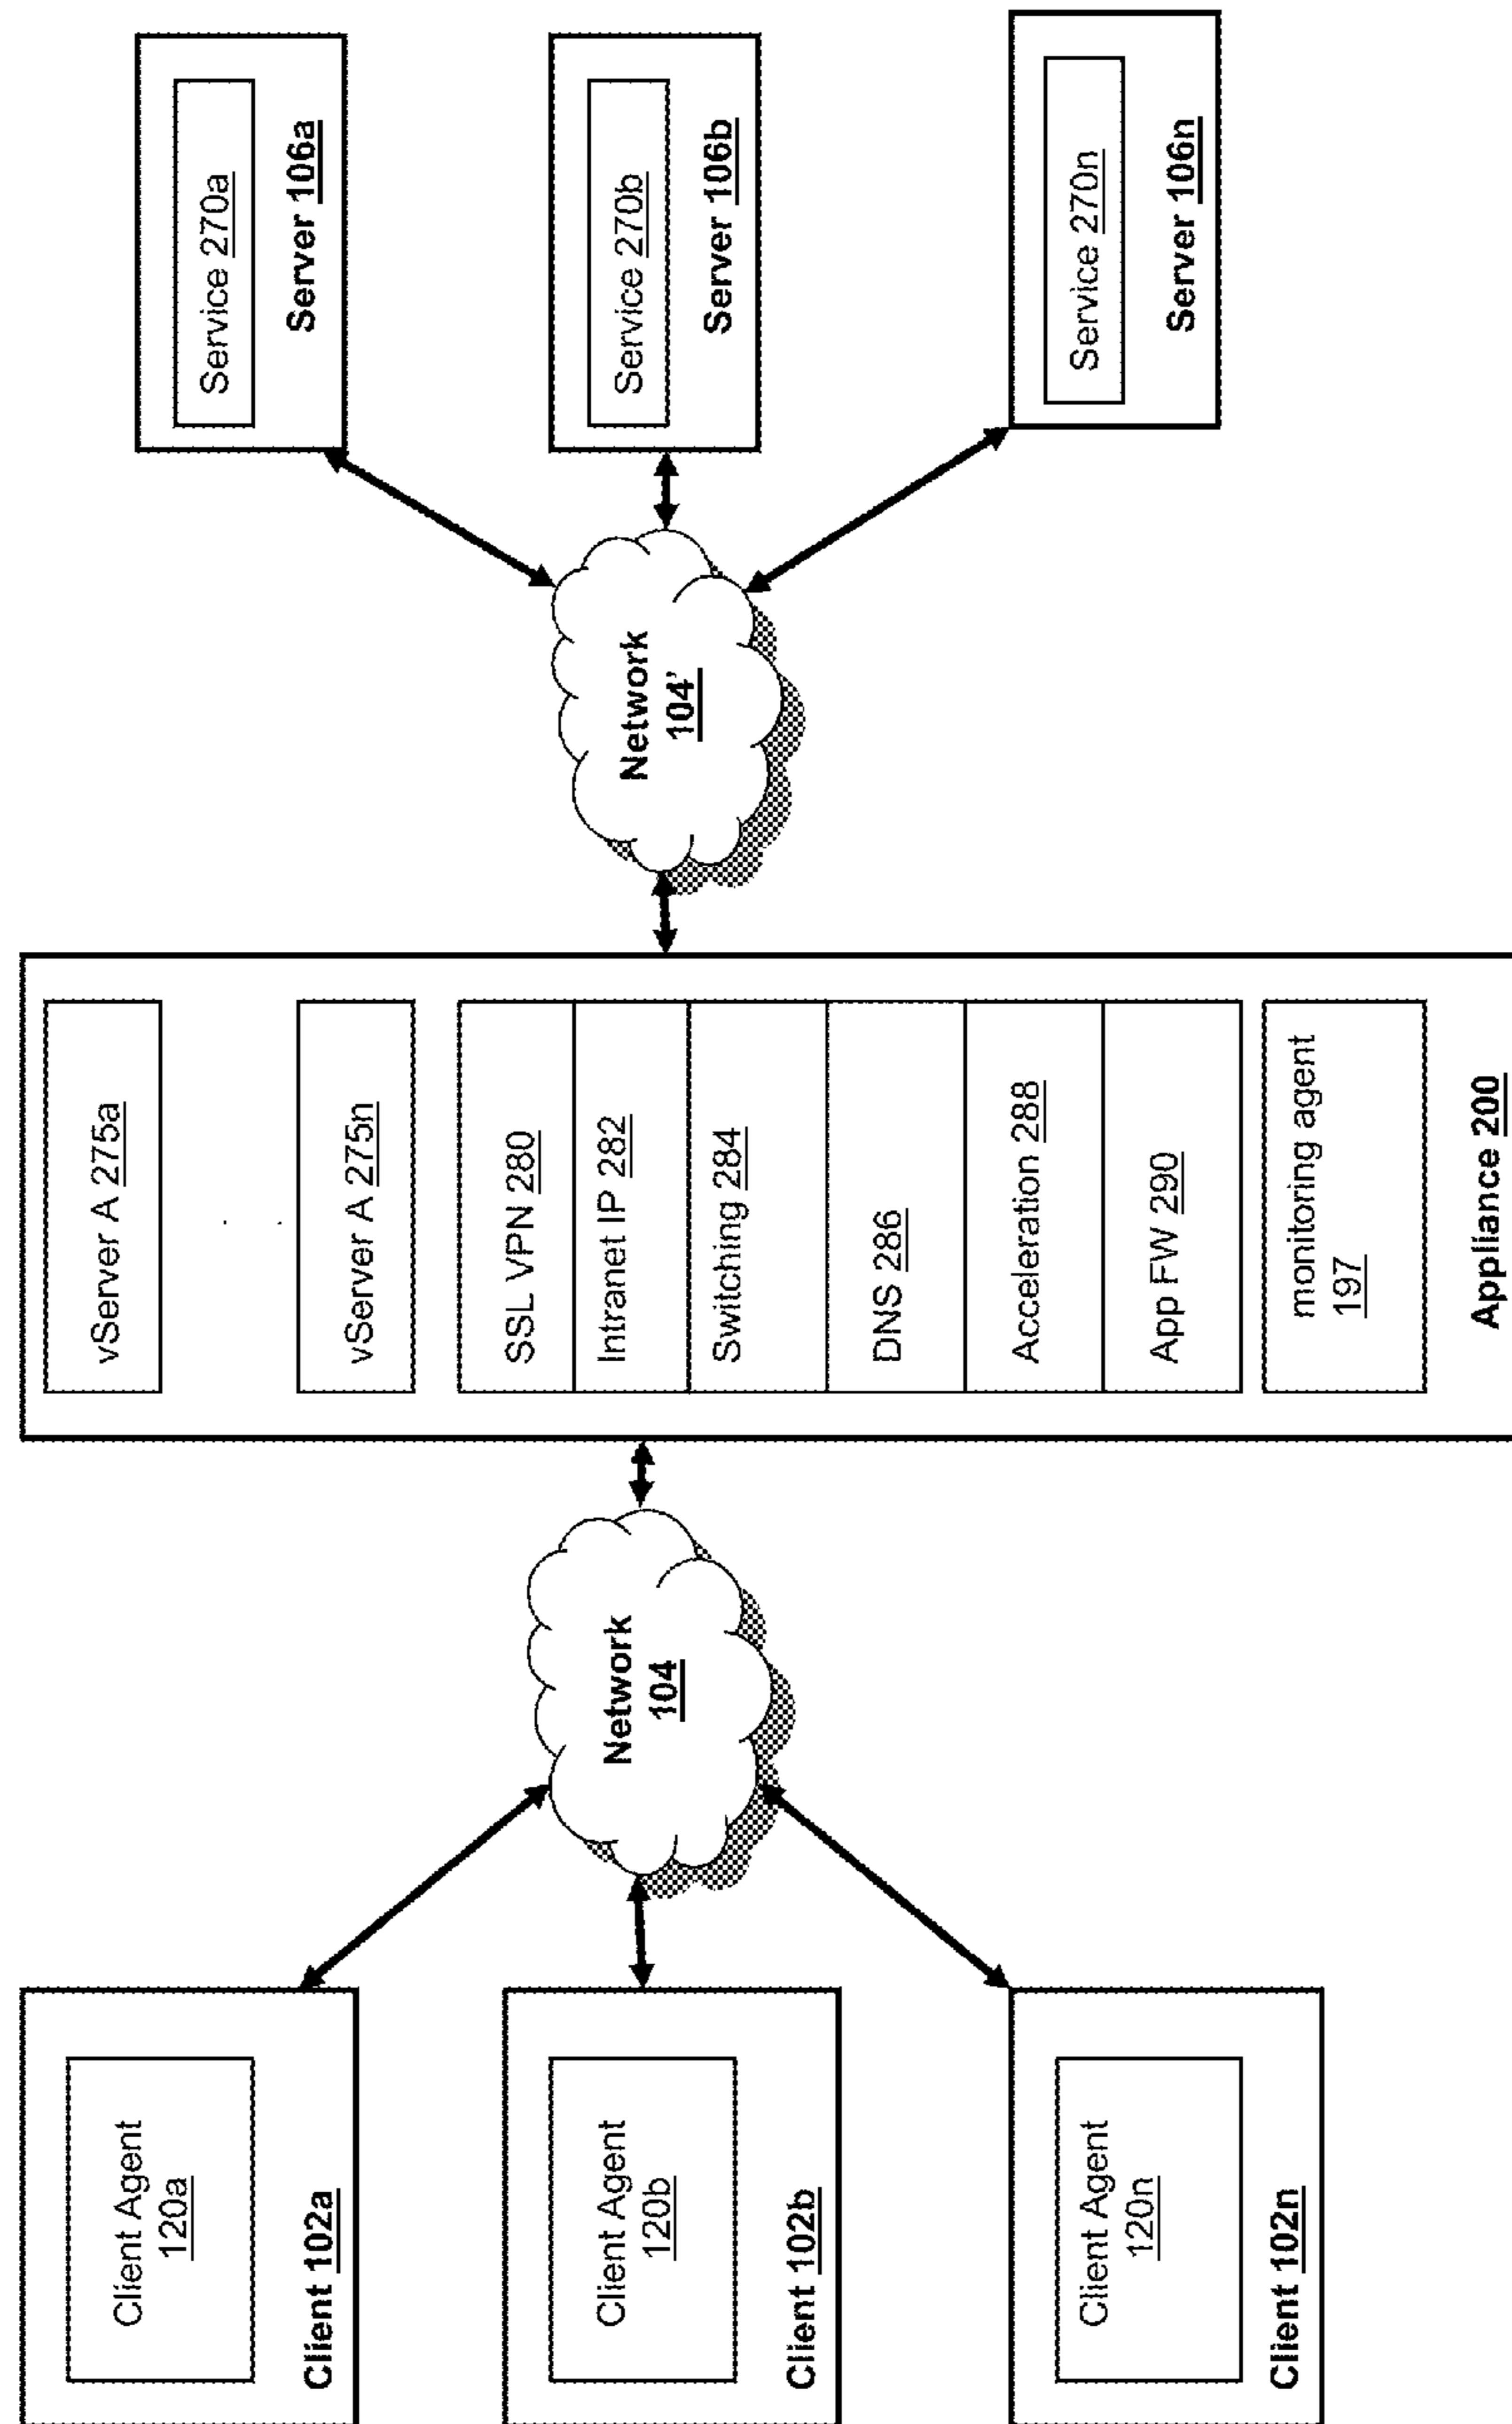 Client Agent
120a
Client 102a
Client Agent
120b
Client 102b
Client Agent
120n
Client 102n
Network
104
vServer A 275a
vServer A 275n
SSL VPN 280
Intranet IP 282
Switching 284
DNS 286
Acceleration 288
App FW 290
monitoring agent
197
Appliance 200
Network
104'
Service 270a
Server 106a
Service 270b
Server 106b
Service 270n
Server 106n